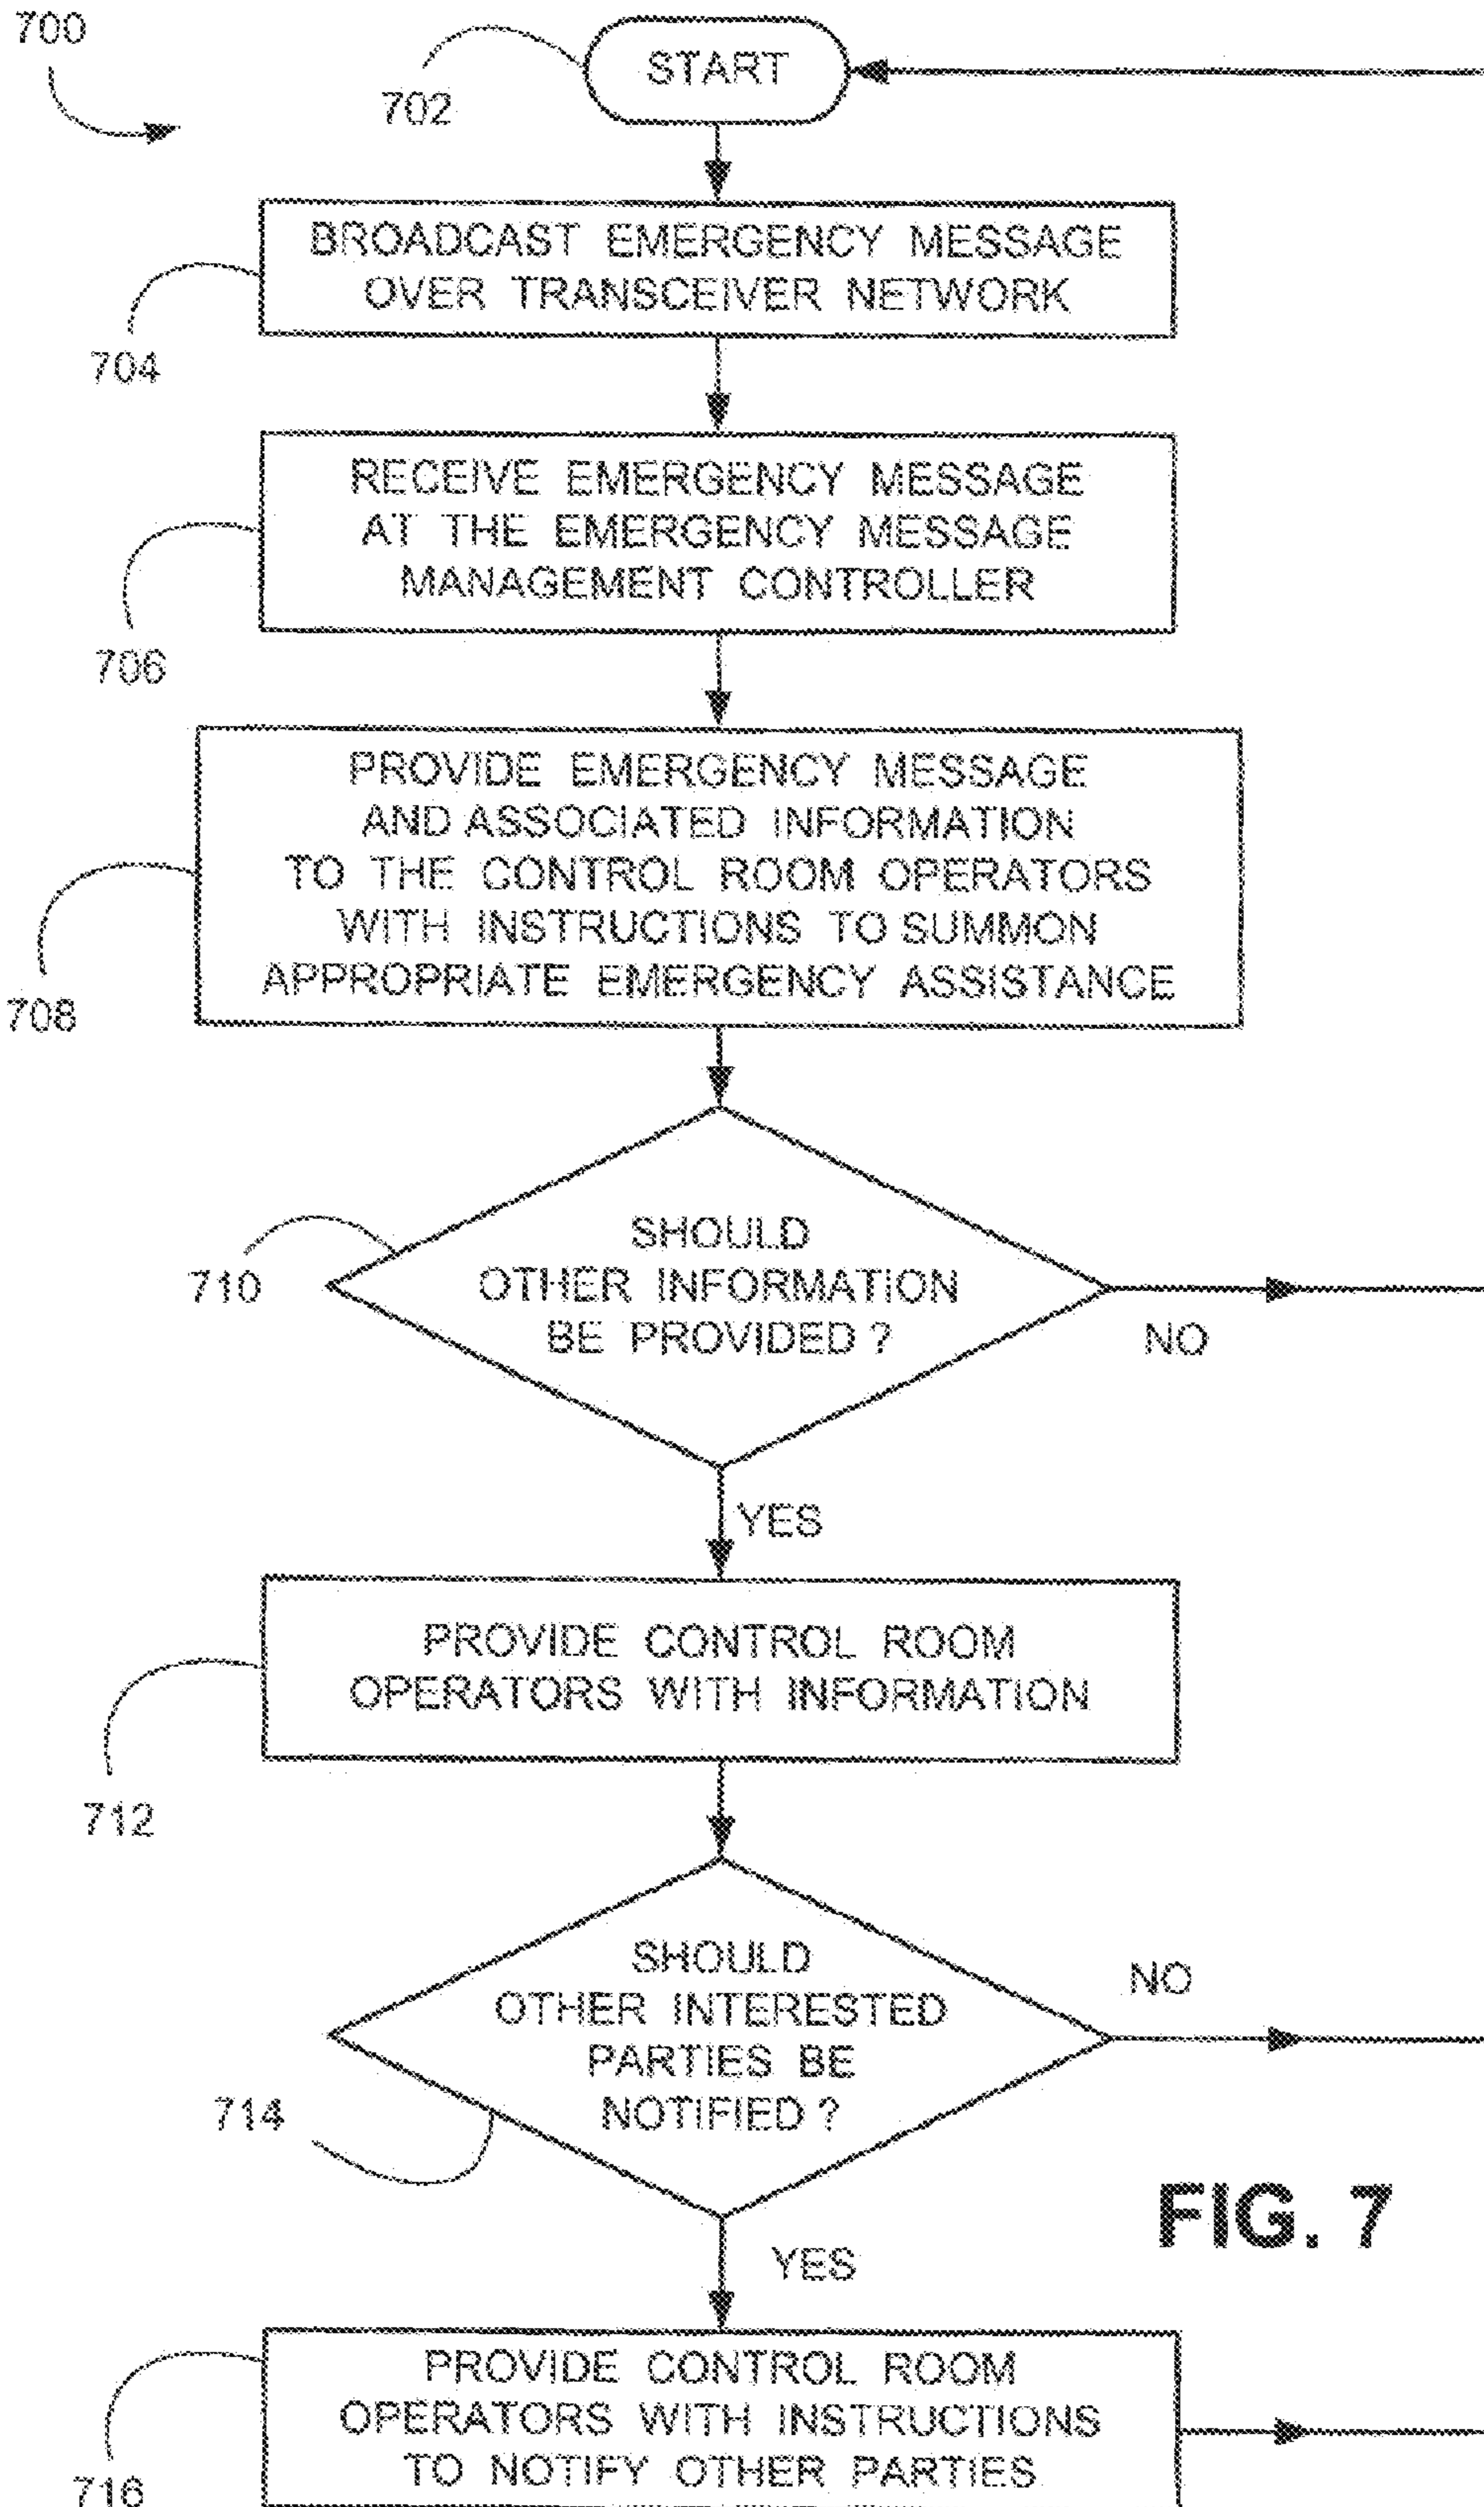 700
702
START
BROADCAST EMERGENCY MESSAGE
OVER TRANSCEIVER NETWORK
704
RECEIVE EMERGENCY MESSAGE
AT THE EMERGENCY MESSAGE
MANAGEMENT CONTROLLER
706
PROVIDE EMERGENCY MESSAGE
AND ASSOCIATED INFORMATION
TO THE CONTROL ROOM OPERATORS
WITH INSTRUCTIONS TO SUMMON
APPROPRIATE EMERGENCY ASSISTANCE
708
SHOULD
OTHER INFORMATION
BE PROVIDED ?
710
NO
YES
PROVIDE CONTROL ROOM
OPERATORS WITH INFORMATION
712
SHOULD
OTHER INTERESTED
PARTIES BE
NOTIFIED ?
NO
714
FIG. 7
YES
PROVIDE CONTROL ROOM
OPERATORS WITH INSTRUCTIONS
TO NOTIFY OTHER PARTIES
716